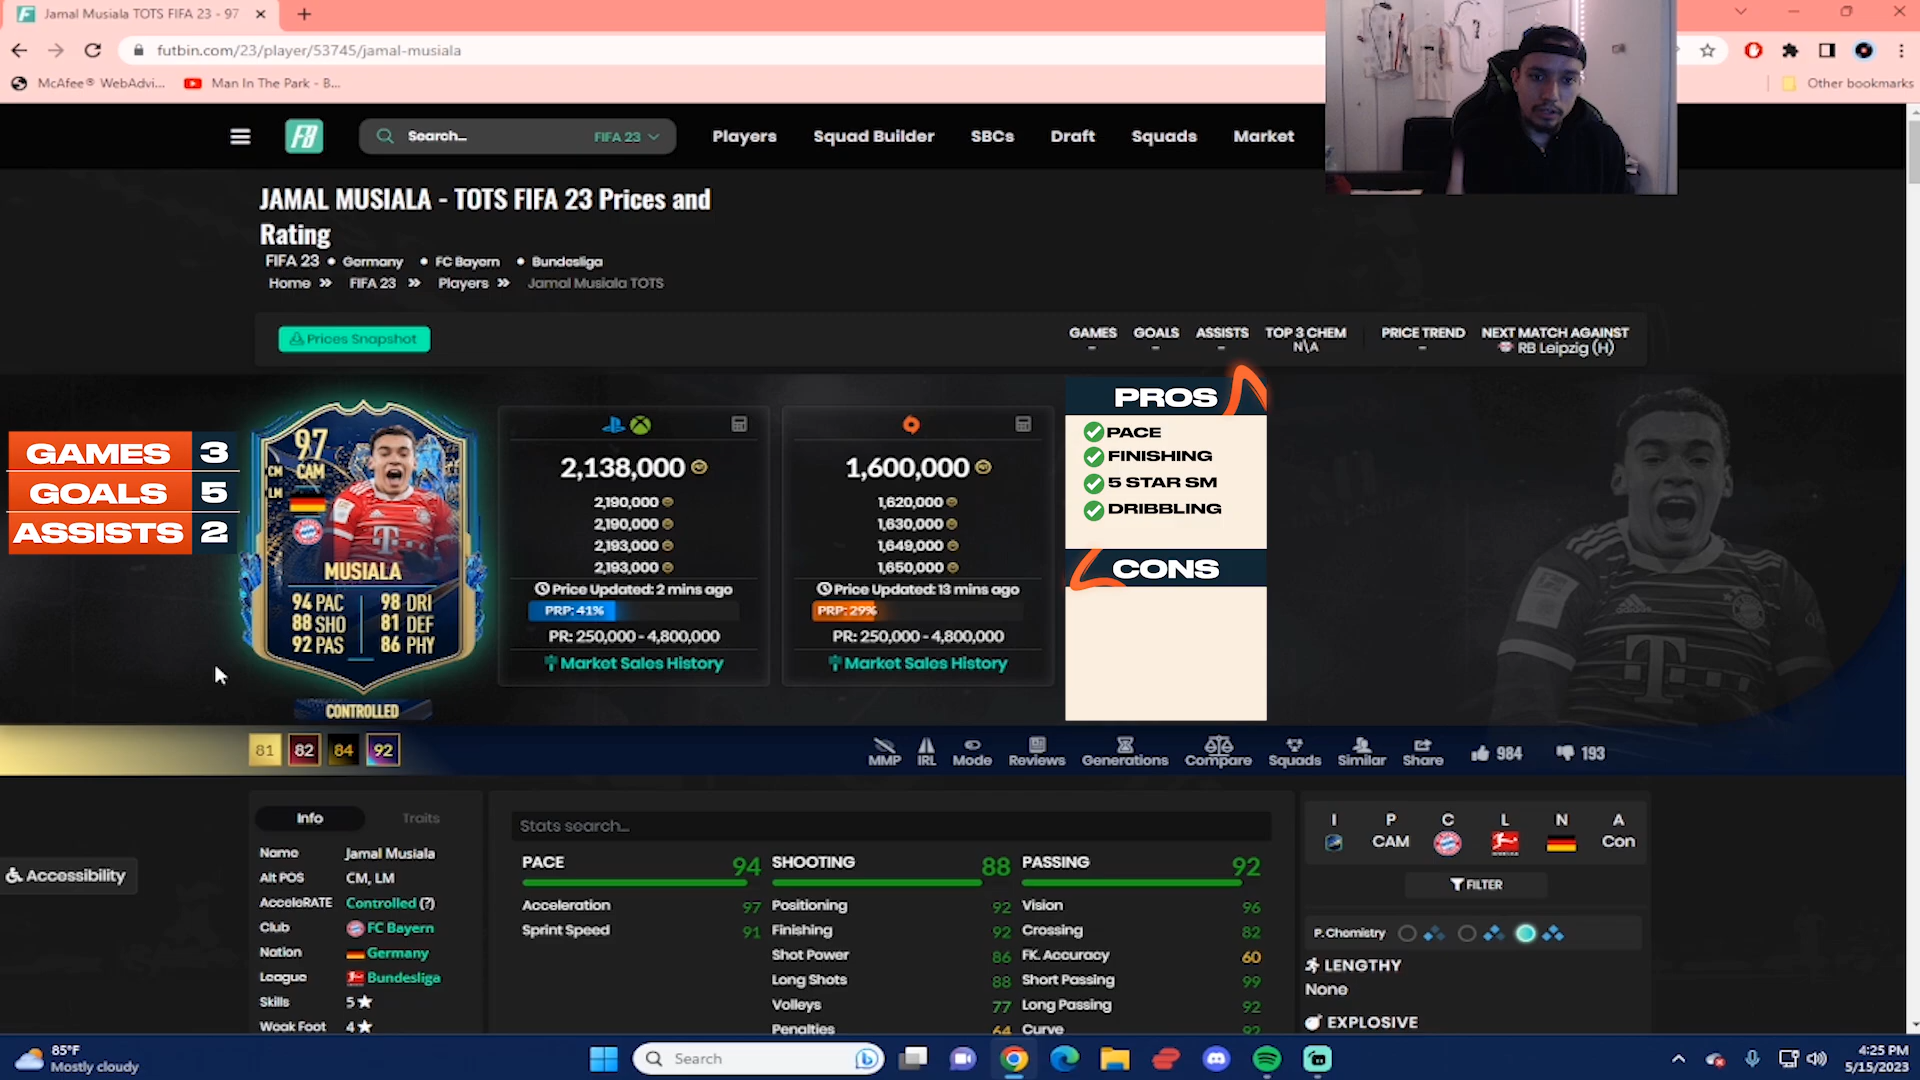 Jamal Musiala TOTS FIFA 23 - 97
futbin.com/23/player/53745/jamal-musiala
McAfee® WebAdvi...
Man In The Park - B...
Other bookmarks
FB
Search...
FIFA 23
Players
Squad Builder
SBCs
Draft
Squads
Market
JAMAL MUSIALA - TOTS FIFA 23 Prices and
Rating
FIFA 23 • Germany • FC Bayern • Bundesliga
Home » FIFA 23 » Players » Jamal Musiala TOTS
Prices Snapshot
GAMES
-
GOALS
-
ASSISTS
-
TOP 3 CHEM
N\A
PRICE TREND
-
NEXT MATCH AGAINST
RB Leipzig (H)
GAMES 3
GOALS 5
ASSISTS 2
97
CAM
CM
LM
MUSIALA
94 PAC 98 DRI
88 SHO 81 DEF
92 PAS 86 PHY
CONTROLLED
2,138,000
2,190,000
2,190,000
2,193,000
2,193,000
Price Updated: 2 mins ago
PRP: 41%
PR: 250,000 - 4,800,000
Market Sales History
1,600,000
1,620,000
1,630,000
1,649,000
1,650,000
Price Updated: 13 mins ago
PRP: 29%
PR: 250,000 - 4,800,000
Market Sales History
PROS
PACE
FINISHING
5 STAR SM
DRIBBLING
CONS
81
82
84
92
MMP
IRL
Mode
Reviews
Generations
Compare
Squads
Similar
Share
984
193
Info
Traits
Name Jamal Musiala
Alt POS CM, LM
AcceleRATE Controlled (?)
Club FC Bayern
Nation Germany
League Bundesliga
Skills 5
Weak Foot 4
Accessibility
Stats search...
PACE 94
Acceleration 97
Sprint Speed 91
SHOOTING 88
Positioning 92
Finishing 92
Shot Power 86
Long Shots 88
Volleys 77
Penalties 64
PASSING 92
Vision 96
Crossing 82
FK. Accuracy 60
Short Passing 99
Long Passing 92
Curve 92
I P C L N A
CAM
Con
FILTER
P. Chemistry
LENGTHY
None
EXPLOSIVE
85°F
Mostly cloudy
Search
4:25 PM
5/15/2023